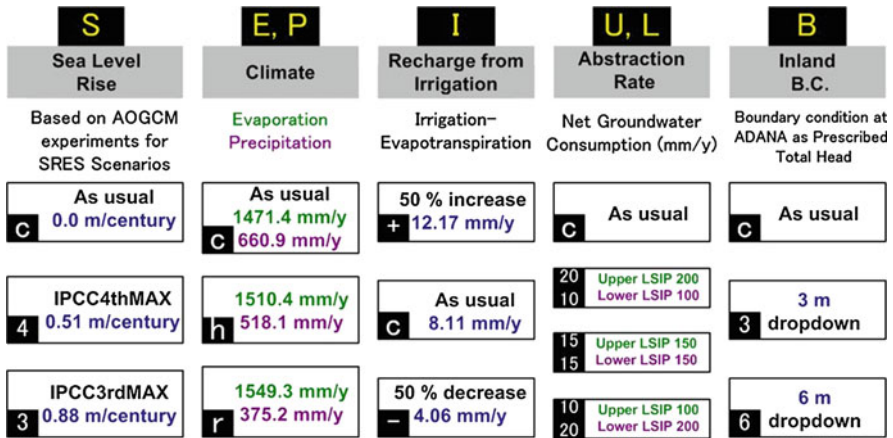 S
Sea Level
Rise
Based on AOGCM
experiments for
SRES Scenarios
As usual
c 0.0 m/century
IPCC4thMAX
4 0.51 m/century
IPCC3rdMAX
3 0.88 m/century
E, P
Climate
Evaporation
Precipitation
As usual
1471.4 mm/y
c 660.9 mm/y
1510.4 mm/y
h 518.1 mm/y
1549.3 mm/y
r 375.2 mm/y
I
Recharge from
Irrigation
Irrigation-
Evapotranspiration
50 % increase
+ 12.17 mm/y
As usual
c 8.11 mm/y
50 % decrease
- 4.06 mm/y
U, L
Abstraction
Rate
Net Groundwater
Consumption (mm/y)
c As usual
20 Upper LSIP 200
10 Lower LSIP 100
15 Upper LSIP 150
15 Lower LSIP 150
10 Upper LSIP 100
20 Lower LSIP 200
B
Inland
B.C.
Boundary condition at
ADANA as Prescribed
Total Head
c As usual
3 m
3 dropdown
6 m
6 dropdown